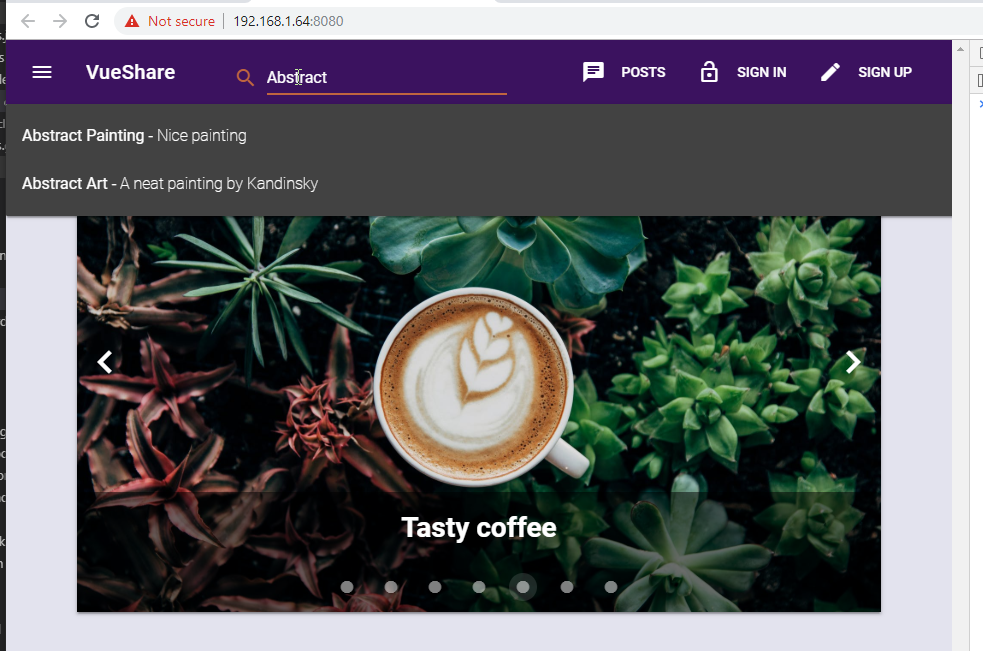 Not secure | 192.168.1.64:8080
VueShare Abstract POSTS SIGN IN SIGN UP
Abstract Painting - Nice painting
Abstract Art - A neat painting by Kandinsky
Tasty coffee